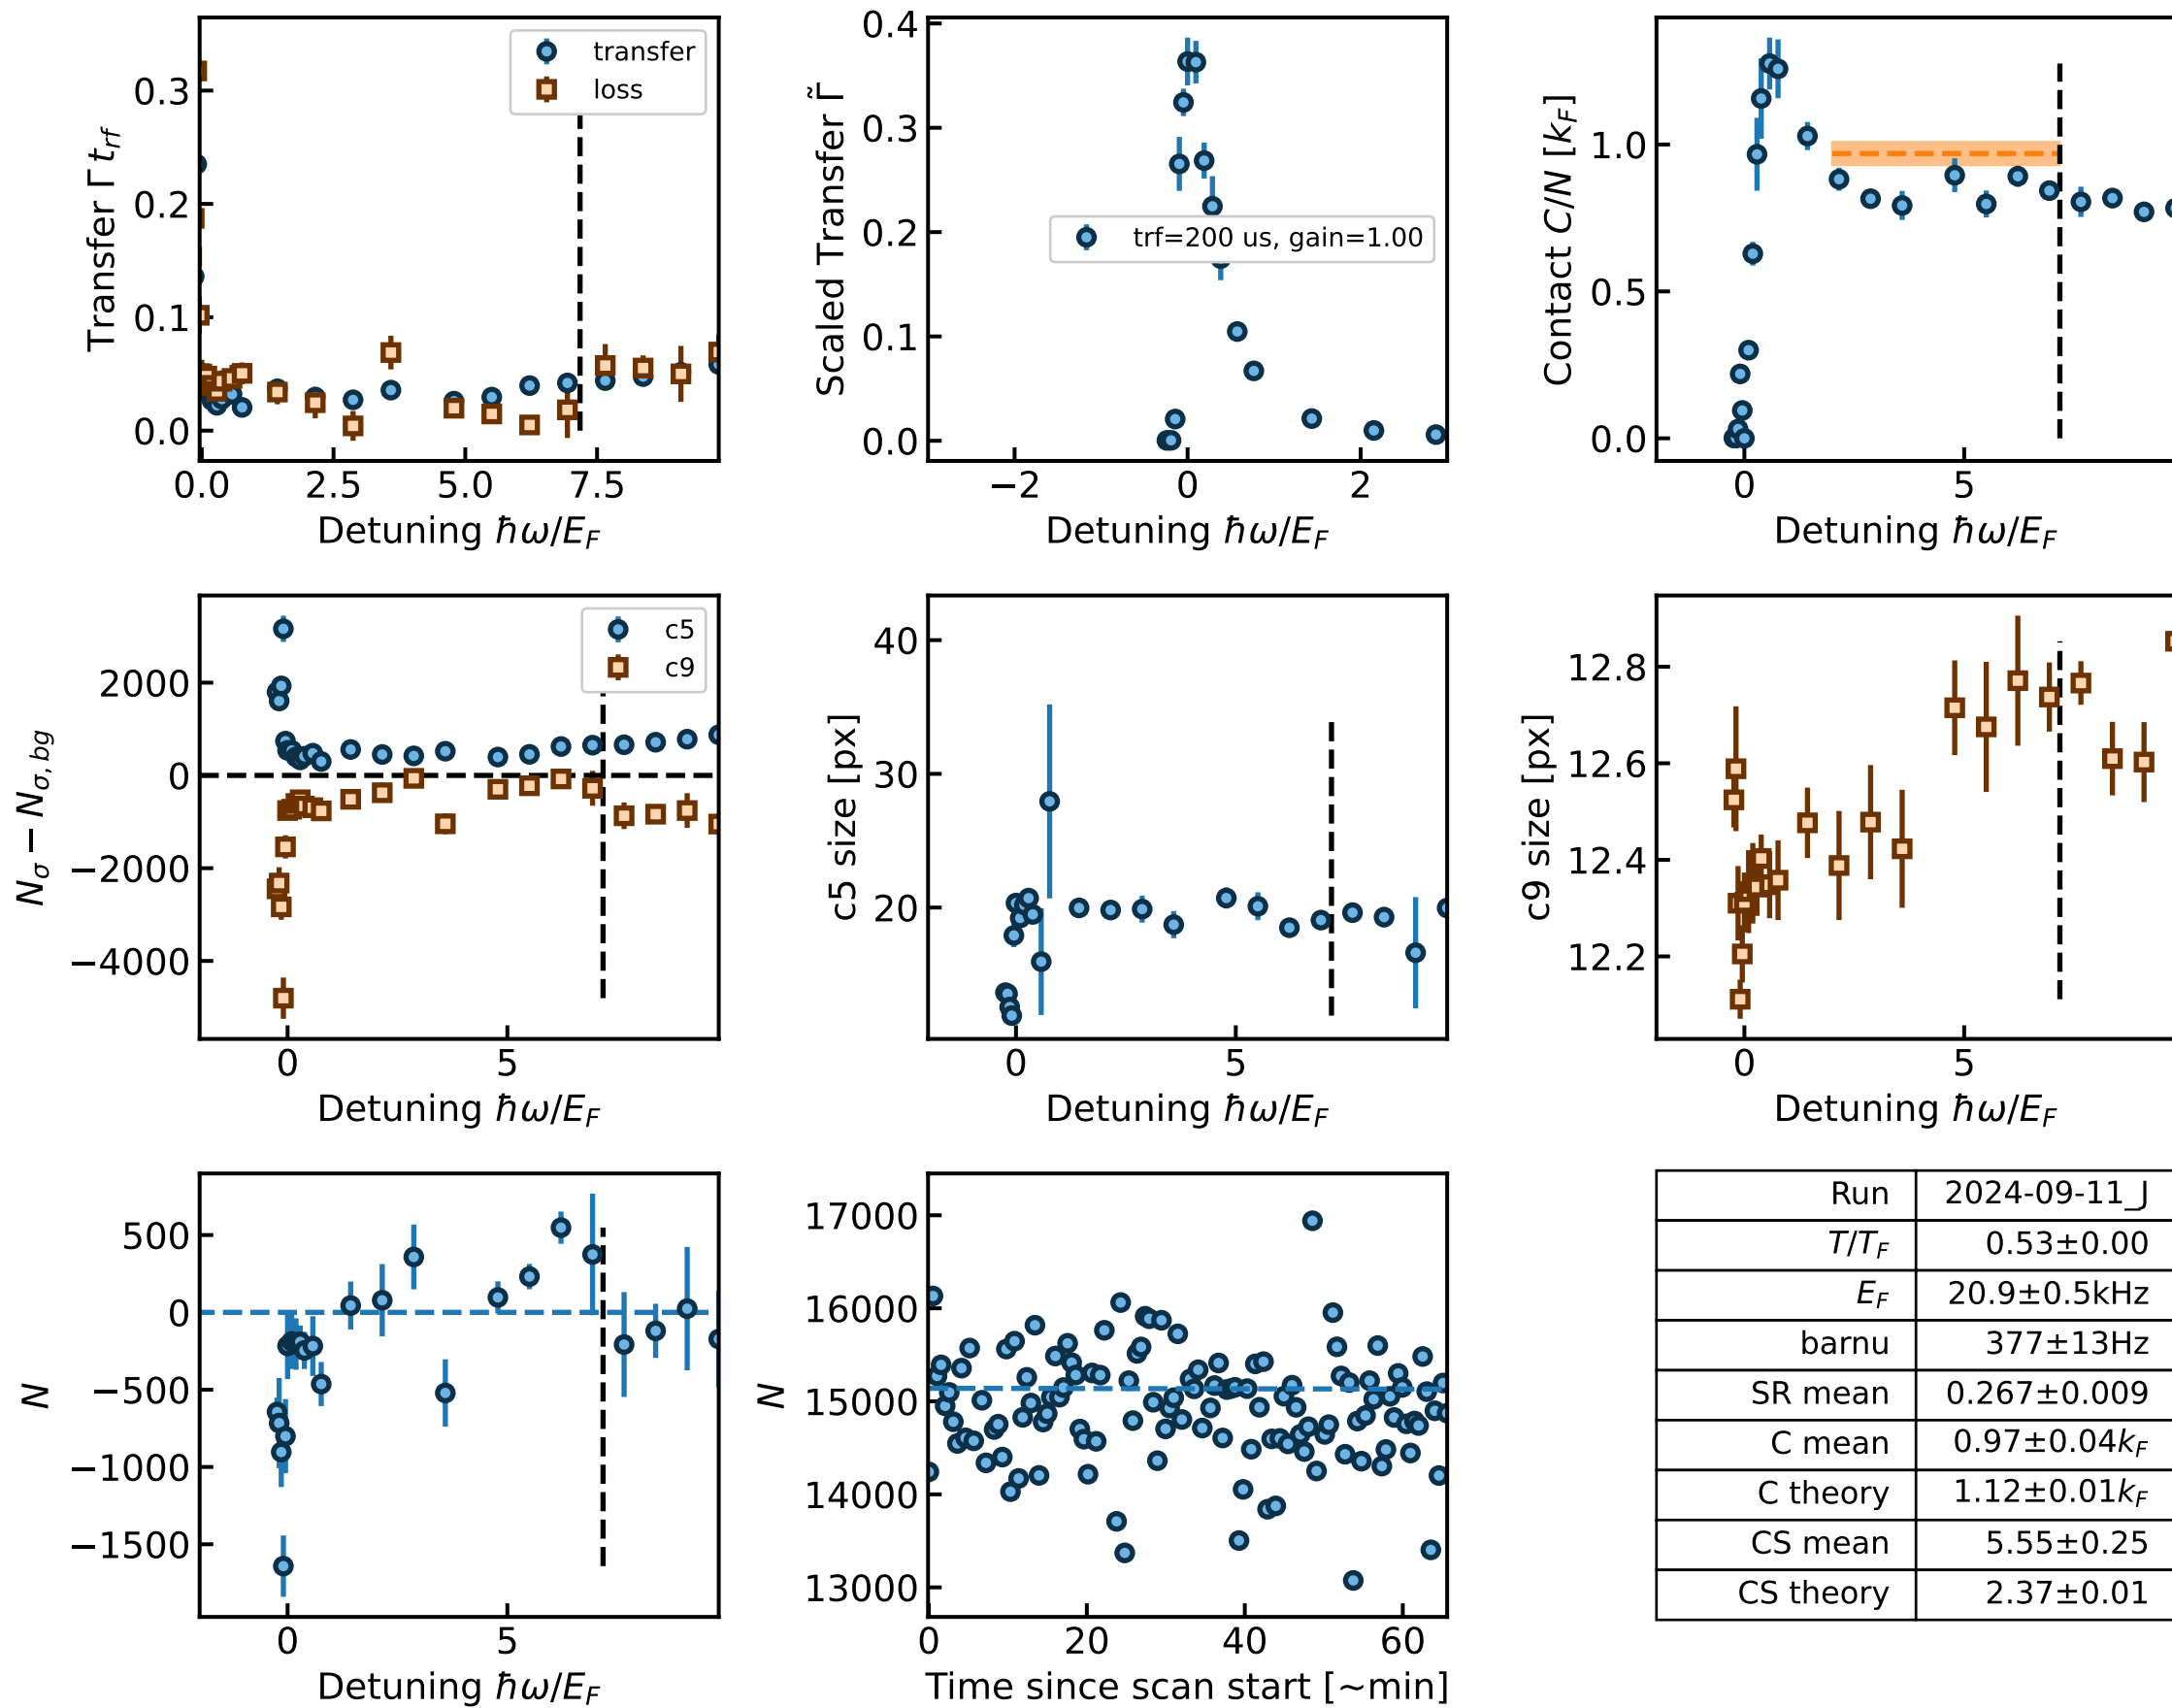 0.3
0.2
0.1
0.0
Transfer Γ t_rf
transfer
loss
0.0 2.5 5.0 7.5
Detuning ħω/E_F
0.4
0.3
0.2
0.1
0.0
Scaled Transfer Γ̃
trf=200 us, gain=1.00
−2 0 2
Detuning ħω/E_F
1.0
0.5
0.0
Contact C/N [k_F]
0 5
Detuning ħω/E_F
2000
0
−2000
−4000
N_σ − N_σ,bg
c5
c9
0 5
Detuning ħω/E_F
40
30
20
c5 size [px]
0 5
Detuning ħω/E_F
12.8
12.6
12.4
12.2
c9 size [px]
0 5
Detuning ħω/E_F
500
0
−500
−1000
−1500
N
0 5
Detuning ħω/E_F
17000
16000
15000
14000
13000
N
0 20 40 60
Time since scan start [~min]
Run 2024-09-11_J
T/T_F 0.53±0.00
E_F 20.9±0.5kHz
barnu 377±13Hz
SR mean 0.267±0.009
C mean 0.97±0.04k_F
C theory 1.12±0.01k_F
CS mean 5.55±0.25
CS theory 2.37±0.01